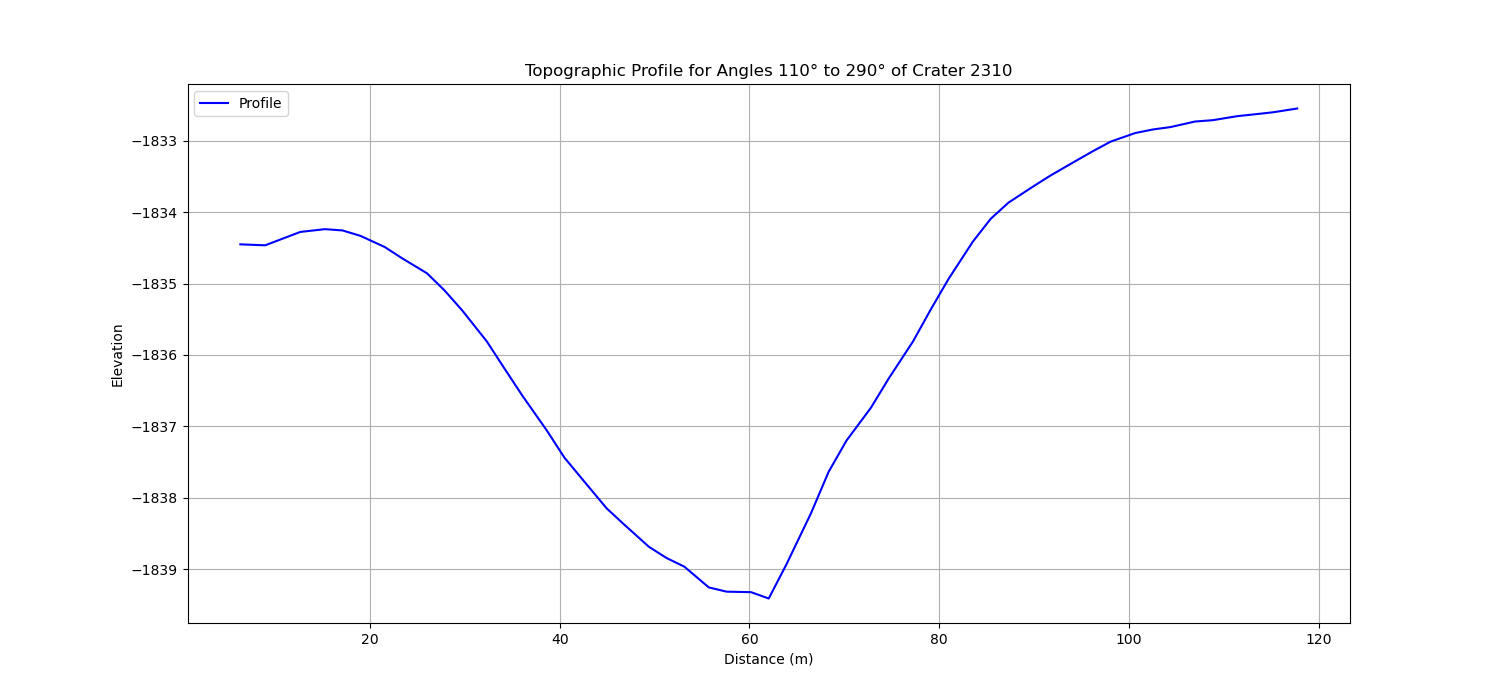 Topographic Profile for Angles 110° to 290° of Crater 2310
Profile
−1833
−1834
−1835
−1836
−1837
−1838
−1839
Elevation
20 40 60 80 100 120
Distance (m)